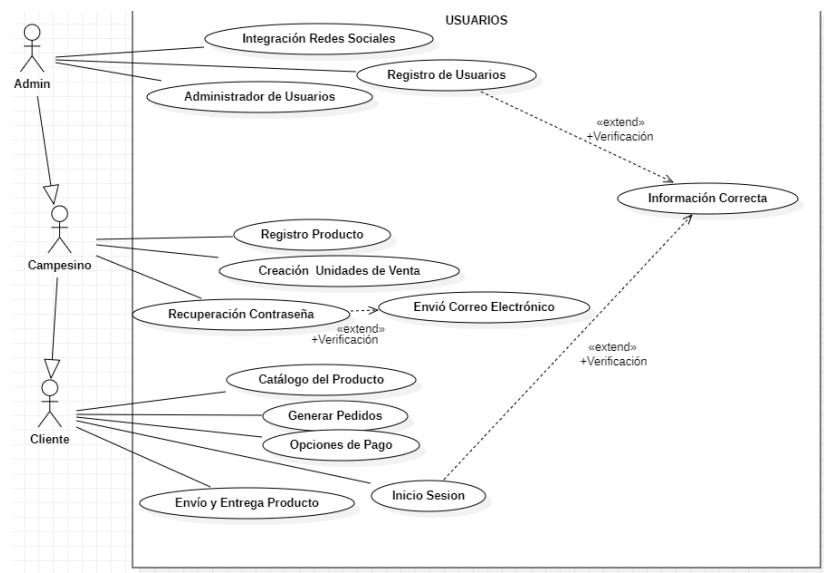 USUARIOS
Integración Redes Sociales
Registro de Usuarios
Admin
Administrador de Usuarios
«extend»
+Verificación
Información Correcta
Registro Producto
Campesino
Creación Unidades de Venta
Recuperación Contraseña
Envió Correo Electrónico
«extend»
+Verificación
«extend»
+Verificación
Catálogo del Producto
Generar Pedidos
Cliente
Opciones de Pago
Inicio Sesion
Envío y Entrega Producto